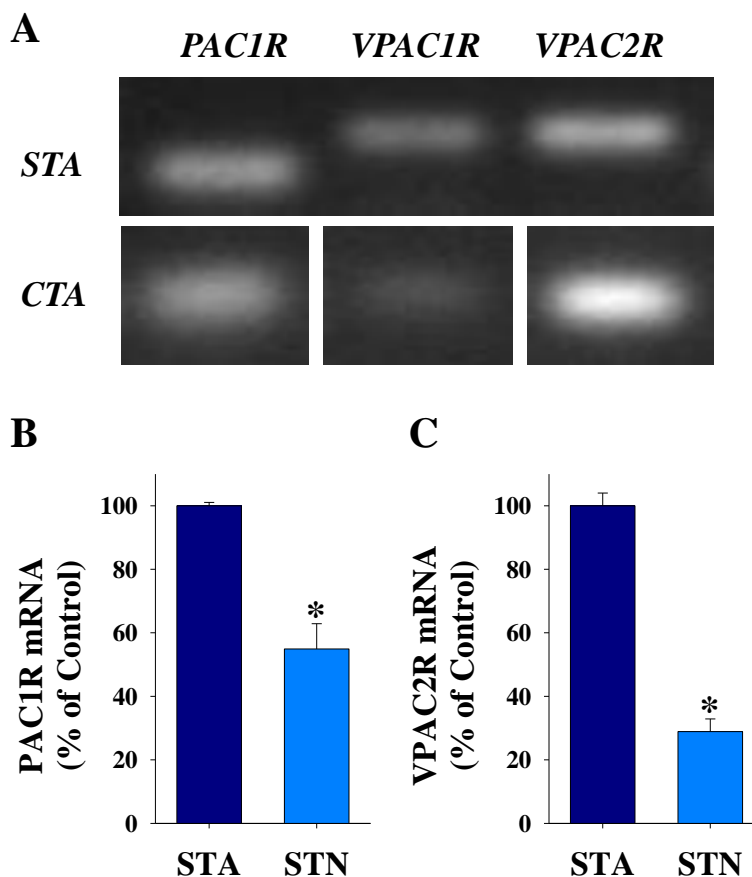 A
PAC1R VPAC1R VPAC2R
STA
CTA
B
PAC1R mRNA
(% of Control)
100
80
60
40
20
0
*
STA STN
C
VPAC2R mRNA
(% of Control)
100
80
60
40
20
0
*
STA STN